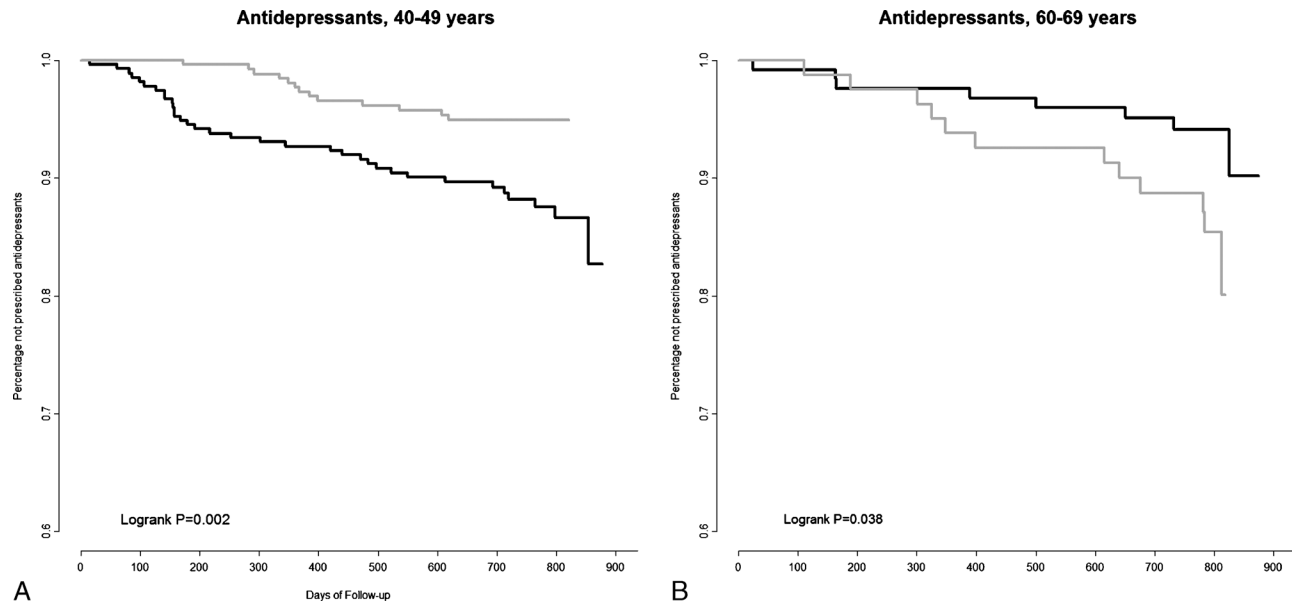 Antidepressants, 40-49 years
Percentage not prescribed antidepressants
1.0
0.9
0.8
0.7
0.6
Logrank P=0.002
0 100 200 300 400 500 600 700 800 900
Days of Follow-up
A
Antidepressants, 60-69 years
Percentage not prescribed antidepressants
1.0
0.9
0.8
0.7
0.6
Logrank P=0.038
0 100 200 300 400 500 600 700 800 900
B